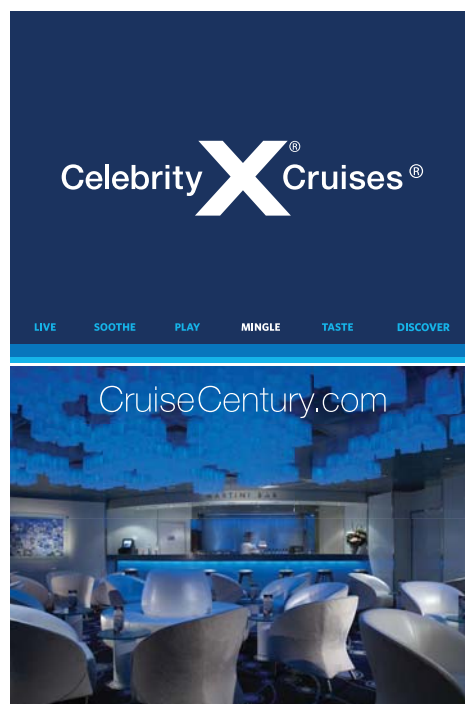 Celebrity X® Cruises®
LIVE SOOTHE PLAY MINGLE TASTE DISCOVER
CruiseCentury.com
MARTINI BAR